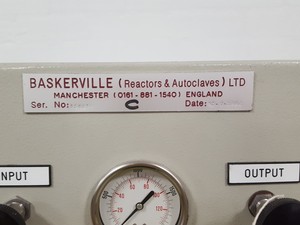 BASKERVILLE (Reactors & Autoclaves) LTD
MANCHESTER (0161-881-1540) ENGLAND
Ser. No: C Date:
INPUT
OUTPUT